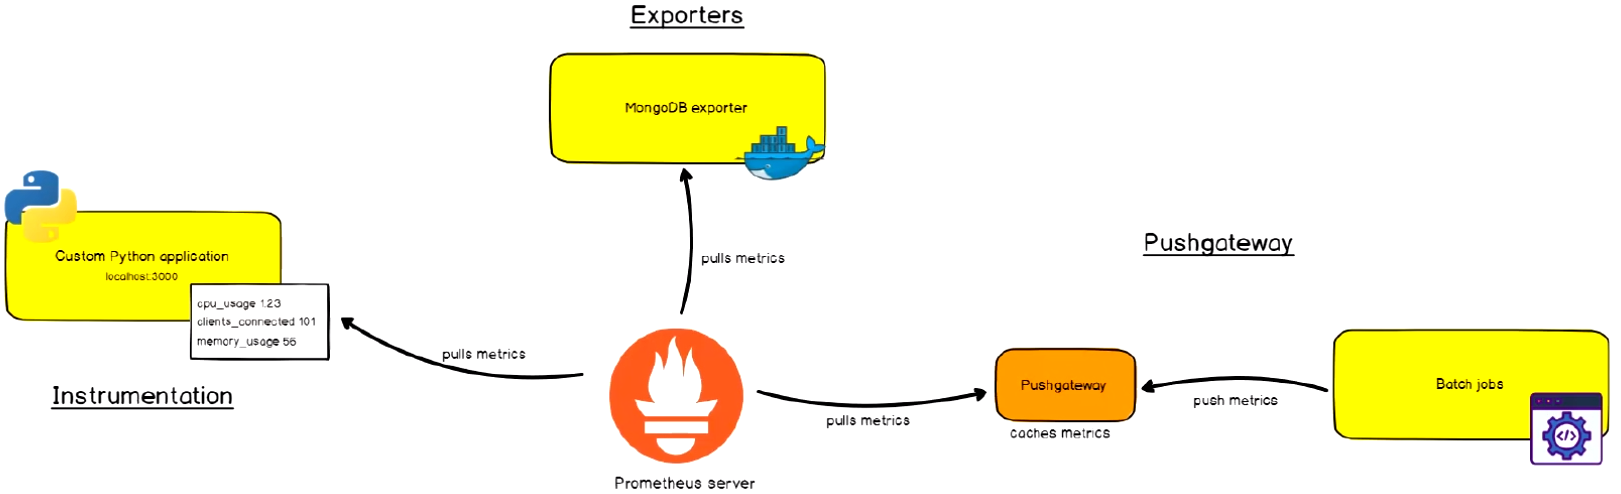 Exporters
MongoDB exporter
pulls metrics
Custom Python application
localhost:3000
cpu_usage 1.23
clients_connected 101
memory_usage 56
Instrumentation
pulls metrics
Prometheus server
pulls metrics
Pushgateway
Pushgateway
caches metrics
push metrics
Batch jobs